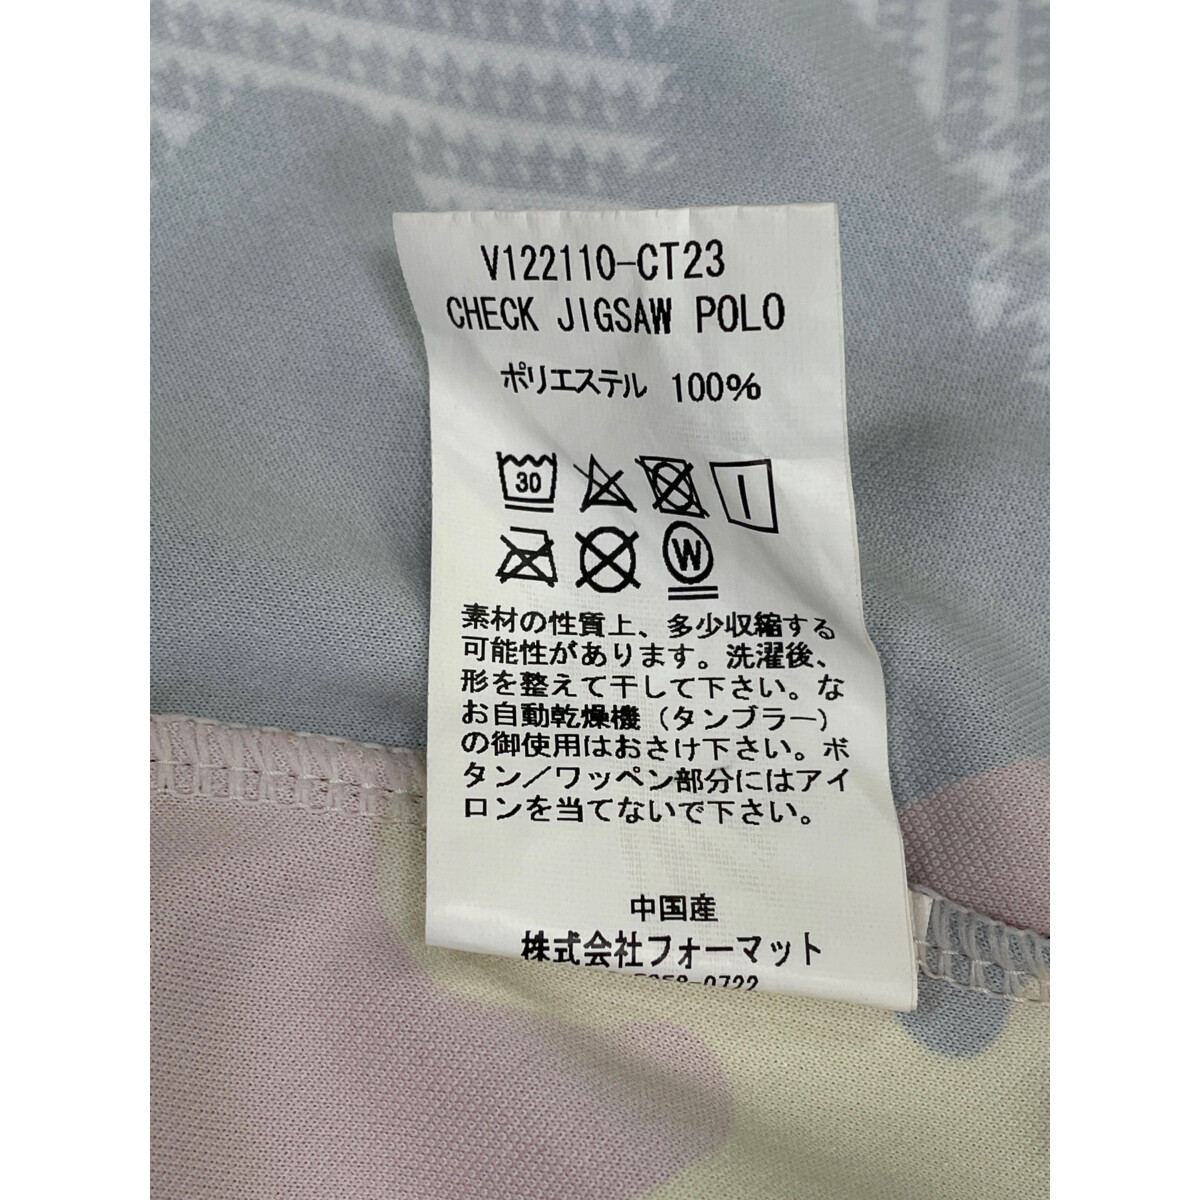 V122110-CT23
CHECK JIGSAW POLO
ポリエステル 100%
30
W
素材の性質上、多少収縮する
可能性があります。洗濯後、
形を整えて干して下さい。な
お自動乾燥機（タンブラー）
の御使用はおさけ下さい。ボ
タン／ワッペン部分にはアイ
ロンを当てないで下さい。
中国産
株式会社フォーマット
-0722